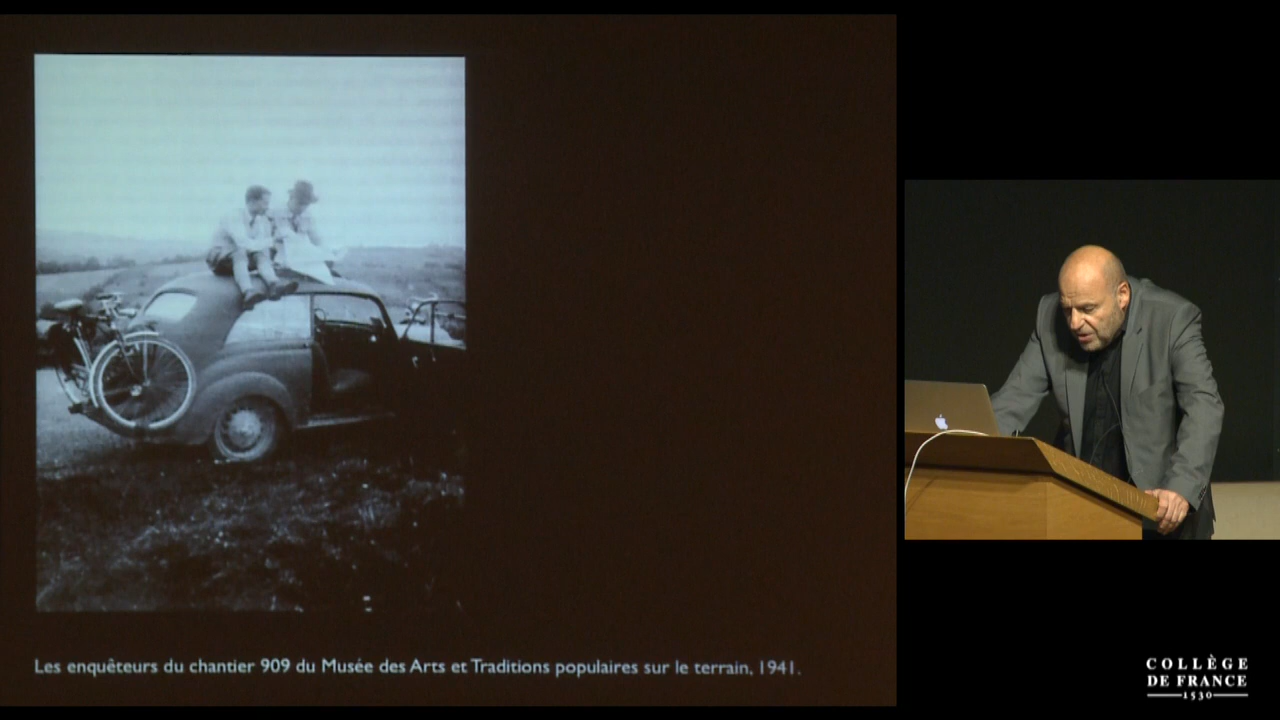 Les enquêteurs du chantier 909 du Musée des Arts et Traditions populaires sur le terrain, 1941.
COLLÈGE
DE FRANCE
1530